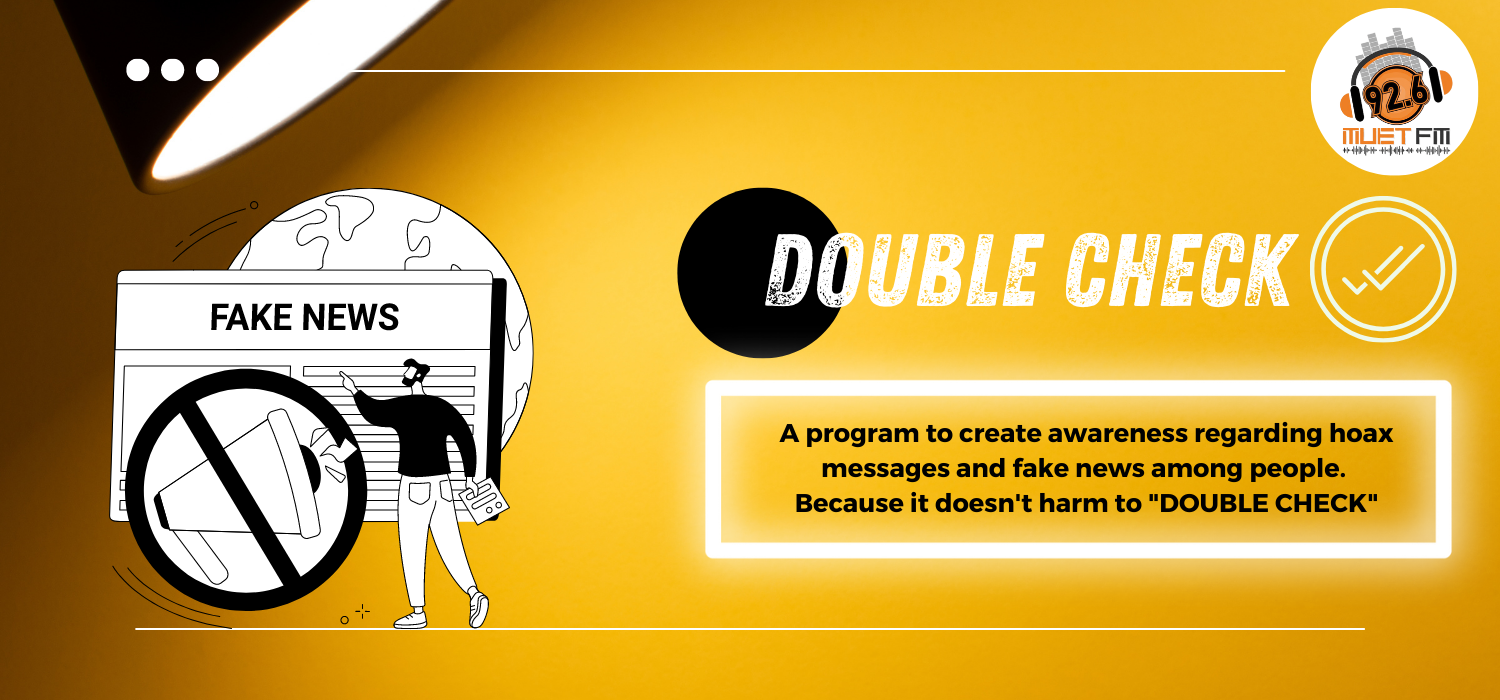 92.6
MUET FM
DOUBLE CHECK
FAKE NEWS
A program to create awareness regarding hoax
messages and fake news among people.
Because it doesn't harm to "DOUBLE CHECK"